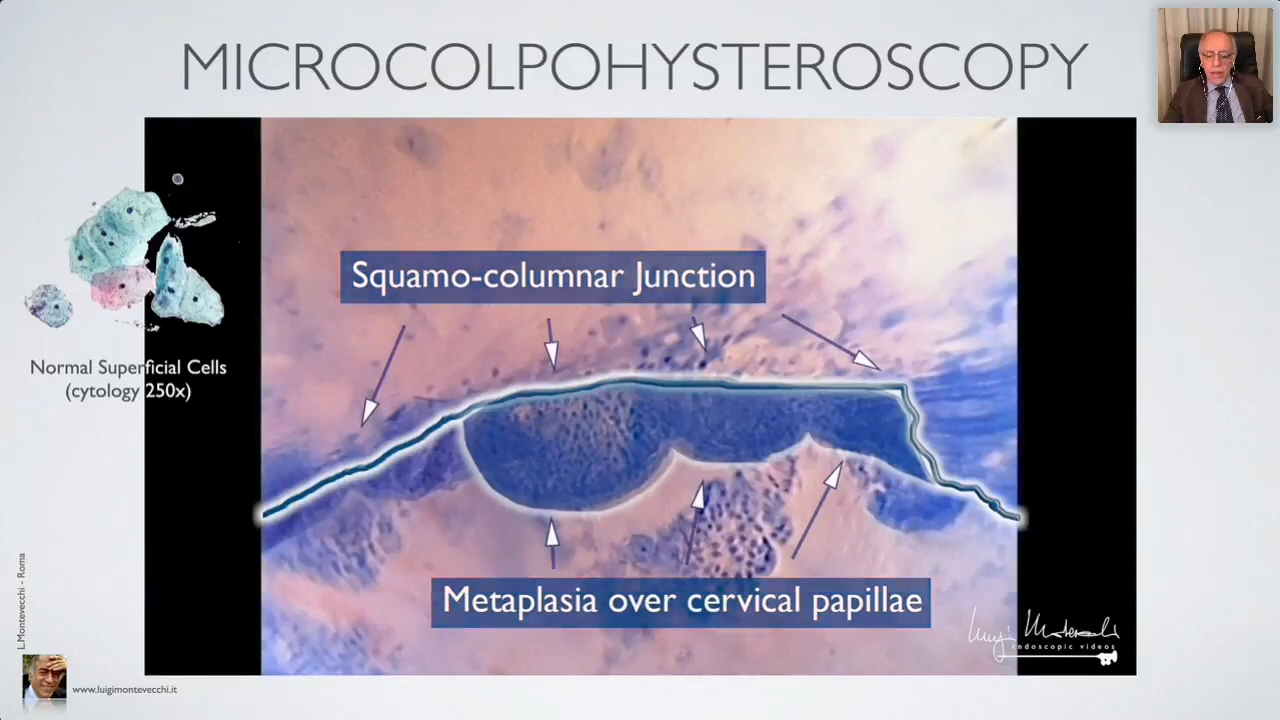 MICROCOLPOHYSTEROSCOPY
Squamo-columnar Junction
Normal Superficial Cells
(cytology 250x)
Metaplasia over cervical papillae
endoscopic videos
L.Montevecchi - Roma
www.luigimontevecchi.it